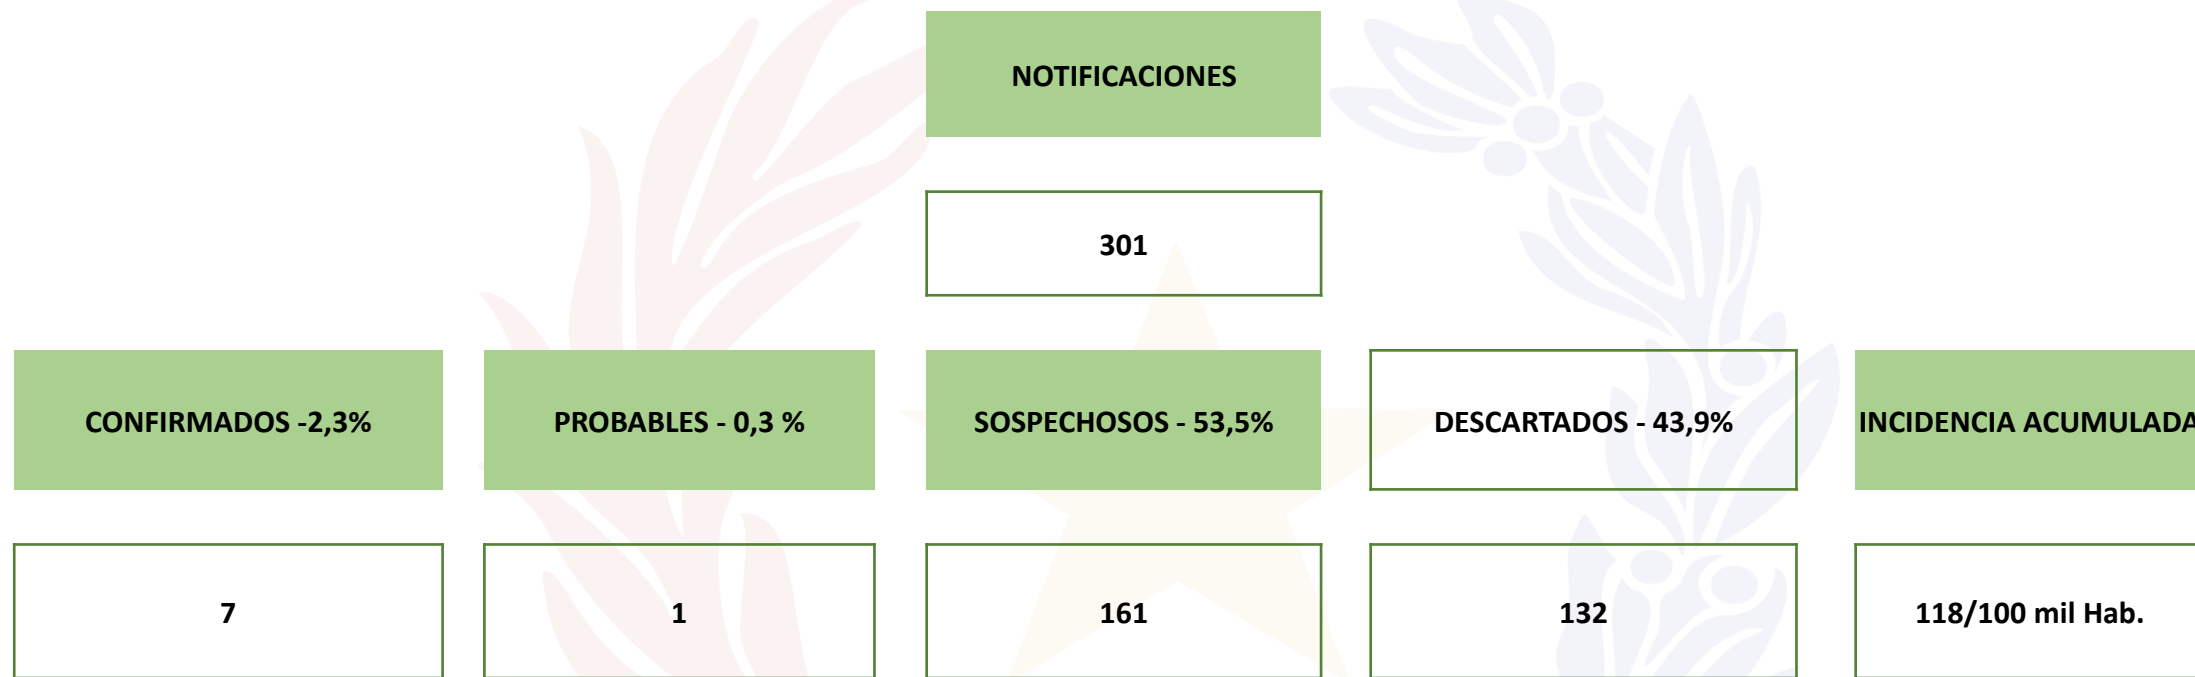 NOTIFICACIONES
301
CONFIRMADOS -2,3%
PROBABLES - 0,3 %
SOSPECHOSOS - 53,5%
DESCARTADOS - 43,9%
INCIDENCIA ACUMULADA
7
1
161
132
118/100 mil Hab.